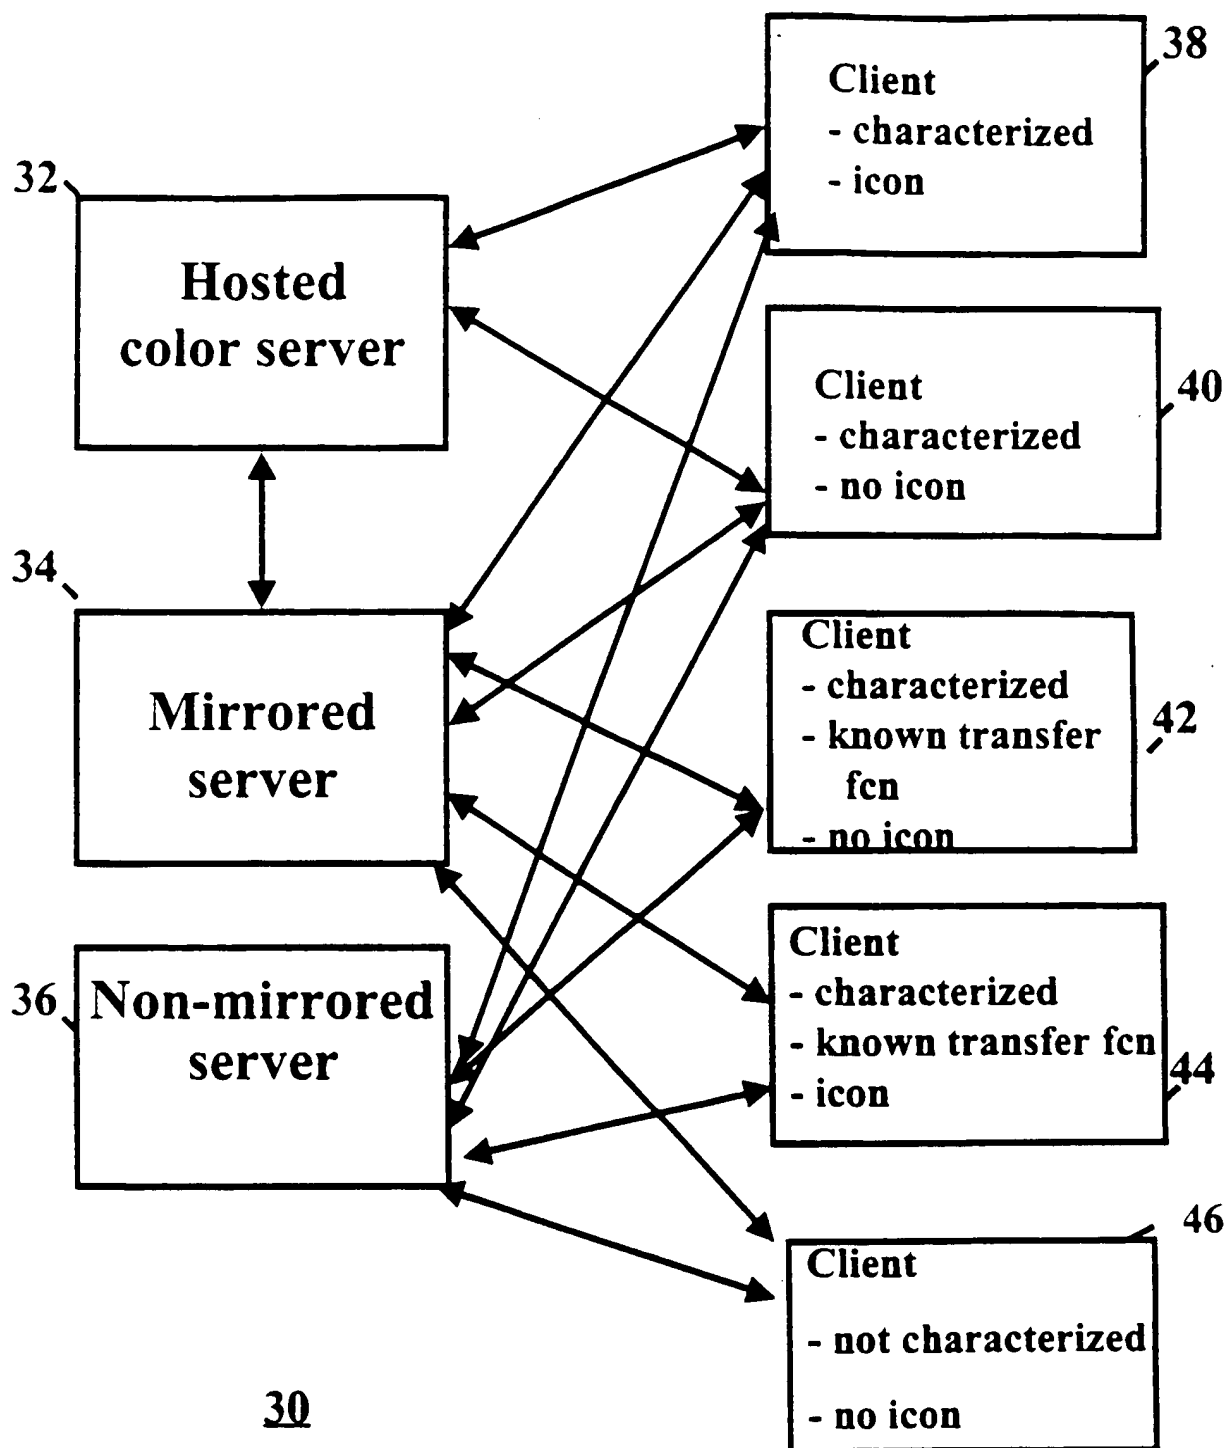 38
Client
- characterized
- icon
32
Hosted
color server
40
Client
- characterized
- no icon
34
Mirrored
server
42
Client
- characterized
- known transfer
fcn
- no icon
36
Non-mirrored
server
44
Client
- characterized
- known transfer fcn
- icon
46
Client
- not characterized
- no icon
30